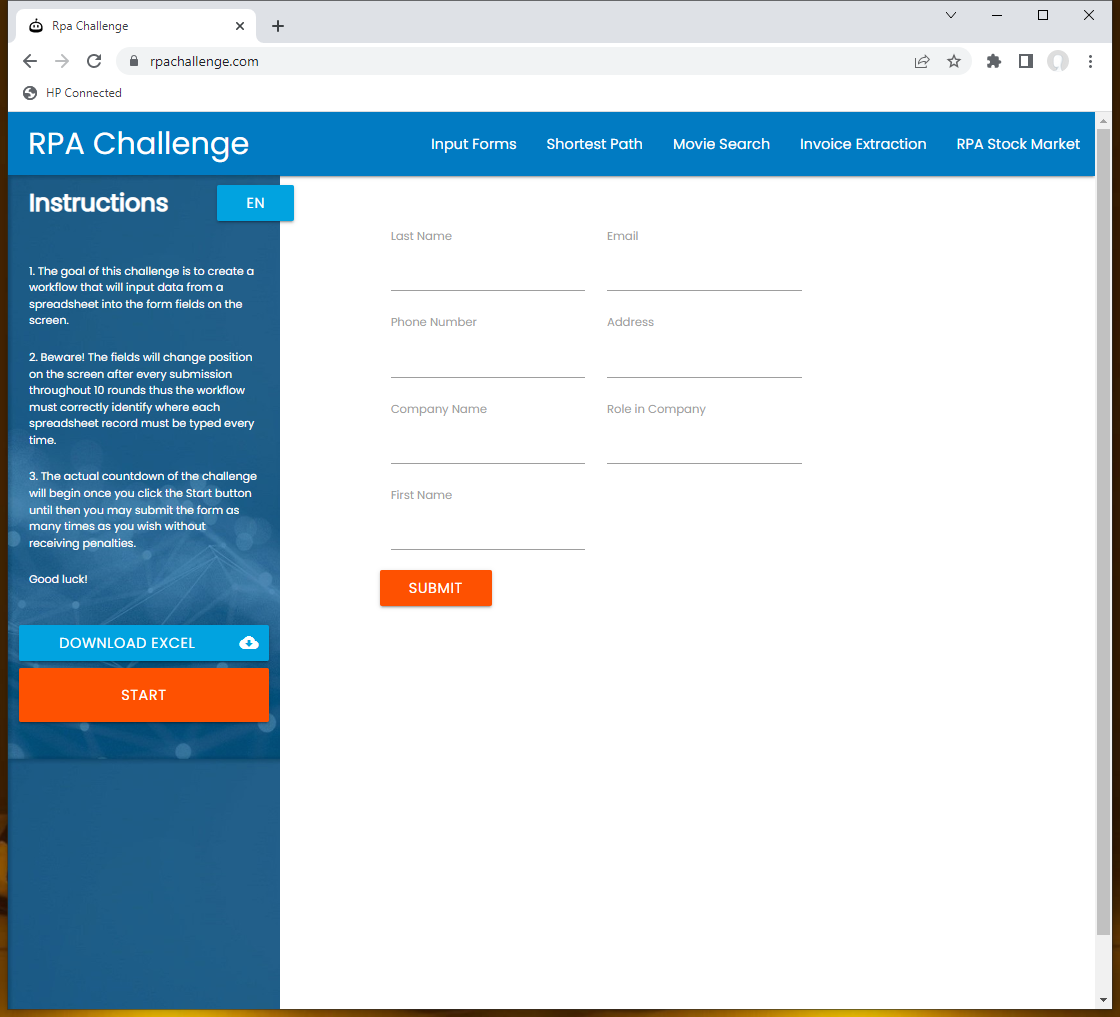 Rpa Challenge
rpachallenge.com
HP Connected
RPA Challenge
Input Forms Shortest Path Movie Search Invoice Extraction RPA Stock Market
Instructions
EN
1. The goal of this challenge is to create a
workflow that will input data from a
spreadsheet into the form fields on the
screen.
2. Beware! The fields will change position
on the screen after every submission
throughout 10 rounds thus the workflow
must correctly identify where each
spreadsheet record must be typed every
time.
3. The actual countdown of the challenge
will begin once you click the Start button
until then you may submit the form as
many times as you wish without
receiving penalties.
Good luck!
DOWNLOAD EXCEL
START
Last Name Email
Phone Number Address
Company Name Role in Company
First Name
SUBMIT